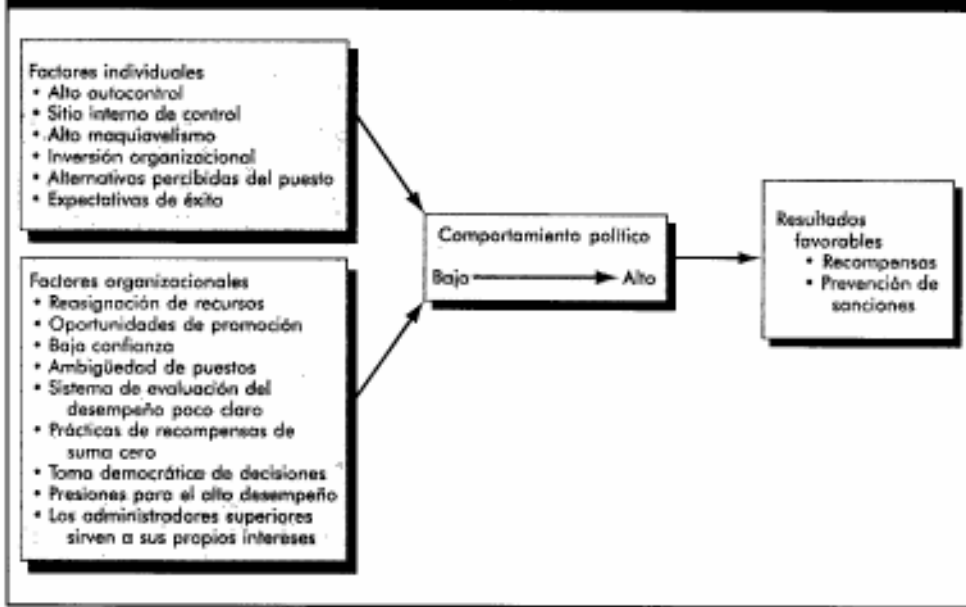 Factores individuales
• Alto autocontrol
• Sitio interno de control
• Alto maquiavelismo
• Inversión organizacional
• Alternativas percibidas del puesto
• Expectativas de éxito
Factores organizacionales
• Reasignación de recursos
• Oportunidades de promoción
• Baja confianza
• Ambigüedad de puestos
• Sistema de evaluación del
desempeño poco claro
• Prácticas de recompensas de
suma cero
• Toma democrática de decisiones
• Presiones para el alto desempeño
• Los administradores superiores
sirven a sus propios intereses
Comportamiento político
Bajo Alto
Resultados
favorables
• Recompensas
• Prevención de
sanciones